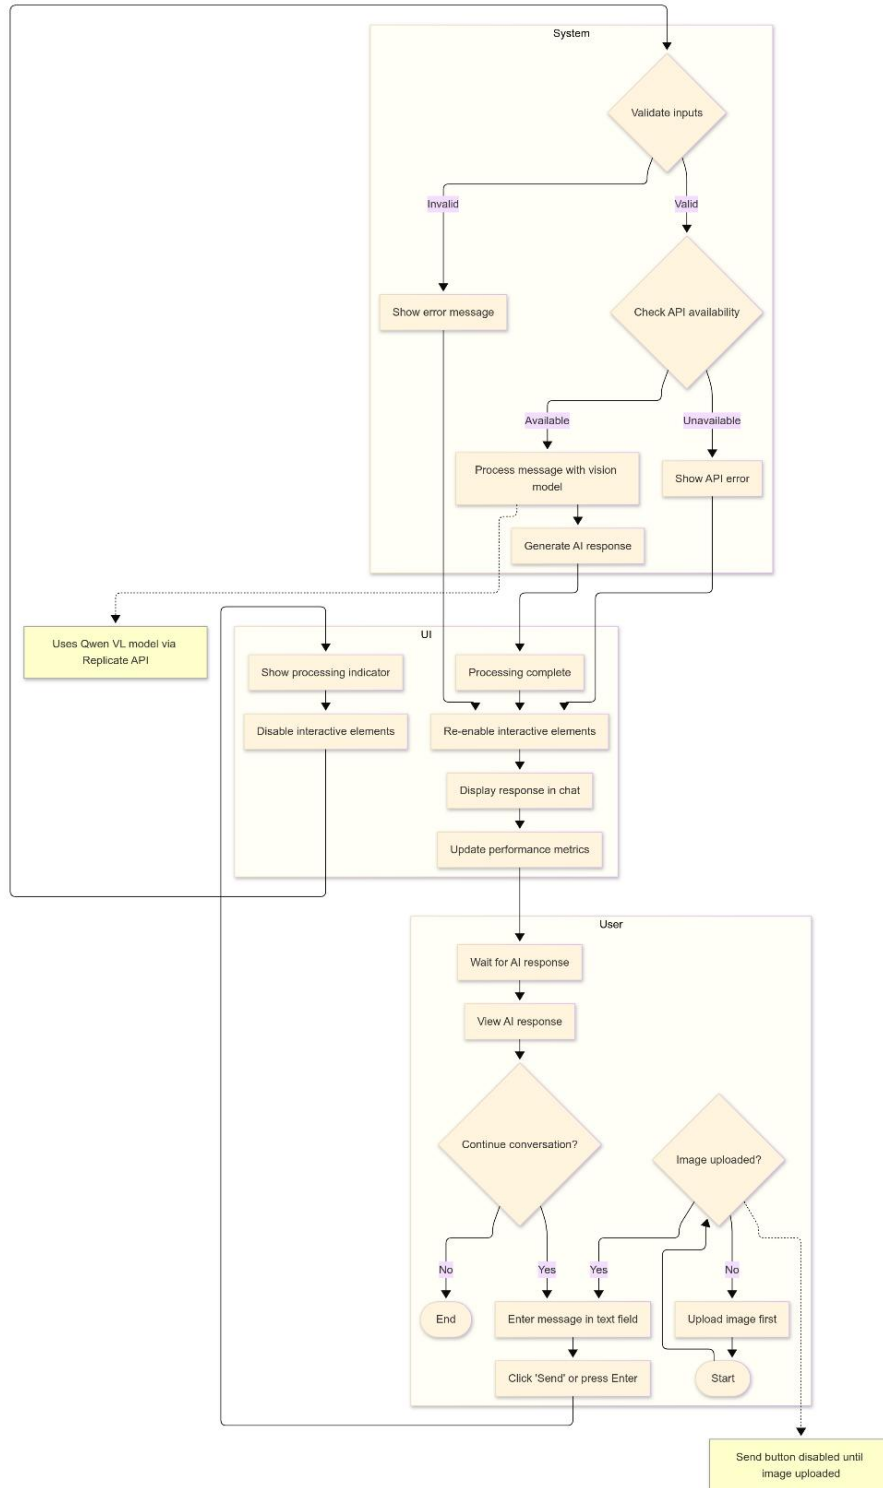 System
Validate inputs
Invalid
Valid
Show error message
Check API availability
Available
Unavailable
Process message with vision
model
Show API error
Generate AI response
Uses Qwen VL model via
Replicate API
UI
Show processing indicator
Processing complete
Disable interactive elements
Re-enable interactive elements
Display response in chat
Update performance metrics
User
Wait for AI response
View AI response
Continue conversation?
Image uploaded?
No
Yes
Yes
No
End
Enter message in text field
Upload image first
Click 'Send' or press Enter
Start
Send button disabled until
image uploaded